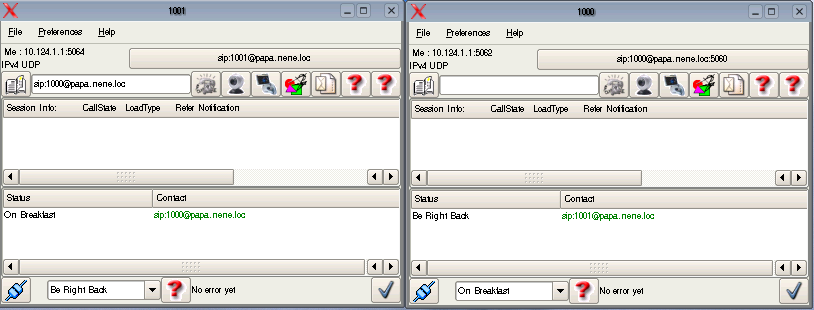 1001
File Preferences Help
Me : 10.124.1.1:5064
IPv4 UDP
sip:1001@papa.nene.loc
sip:1000@papa.nene.loc
Session Info: CallState LoadType Refer Notification
Status Contact
On Breakfast sip:1000@papa.nene.loc
Be Right Back No error yet
1000
File Preferences Help
Me : 10.124.1.1:5062
IPv4 UDP
sip:1000@papa.nene.loc:5060
Session Info: CallState LoadType Refer Notification
Status Contact
Be Right Back sip:1001@papa.nene.loc
On Breakfast No error yet